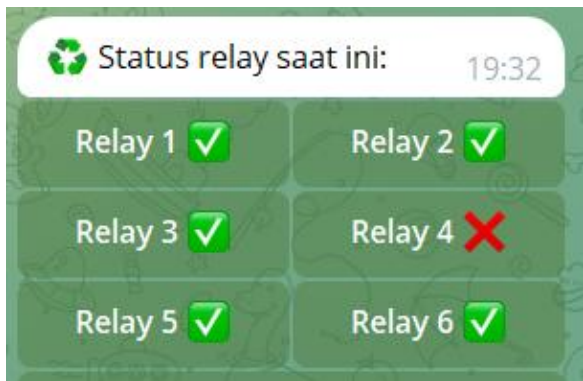 ♻️ Status relay saat ini:
19:32
Relay 1 ✅ Relay 2 ✅
Relay 3 ✅ Relay 4 ❌
Relay 5 ✅ Relay 6 ✅